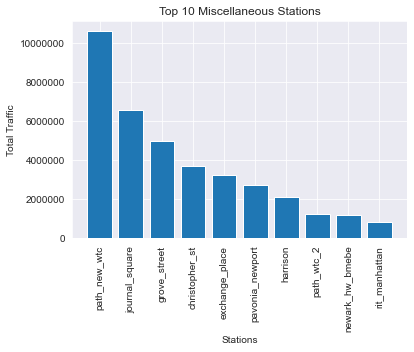 Top 10 Miscellaneous Stations
Total Traffic
10000000
8000000
6000000
4000000
2000000
0
path_new_wtc
journal_square
grove_street
christopher_st
exchange_place
pavonia_newport
harrison
path_wtc_2
newark_hw_bmebe
rit_manhattan
Stations